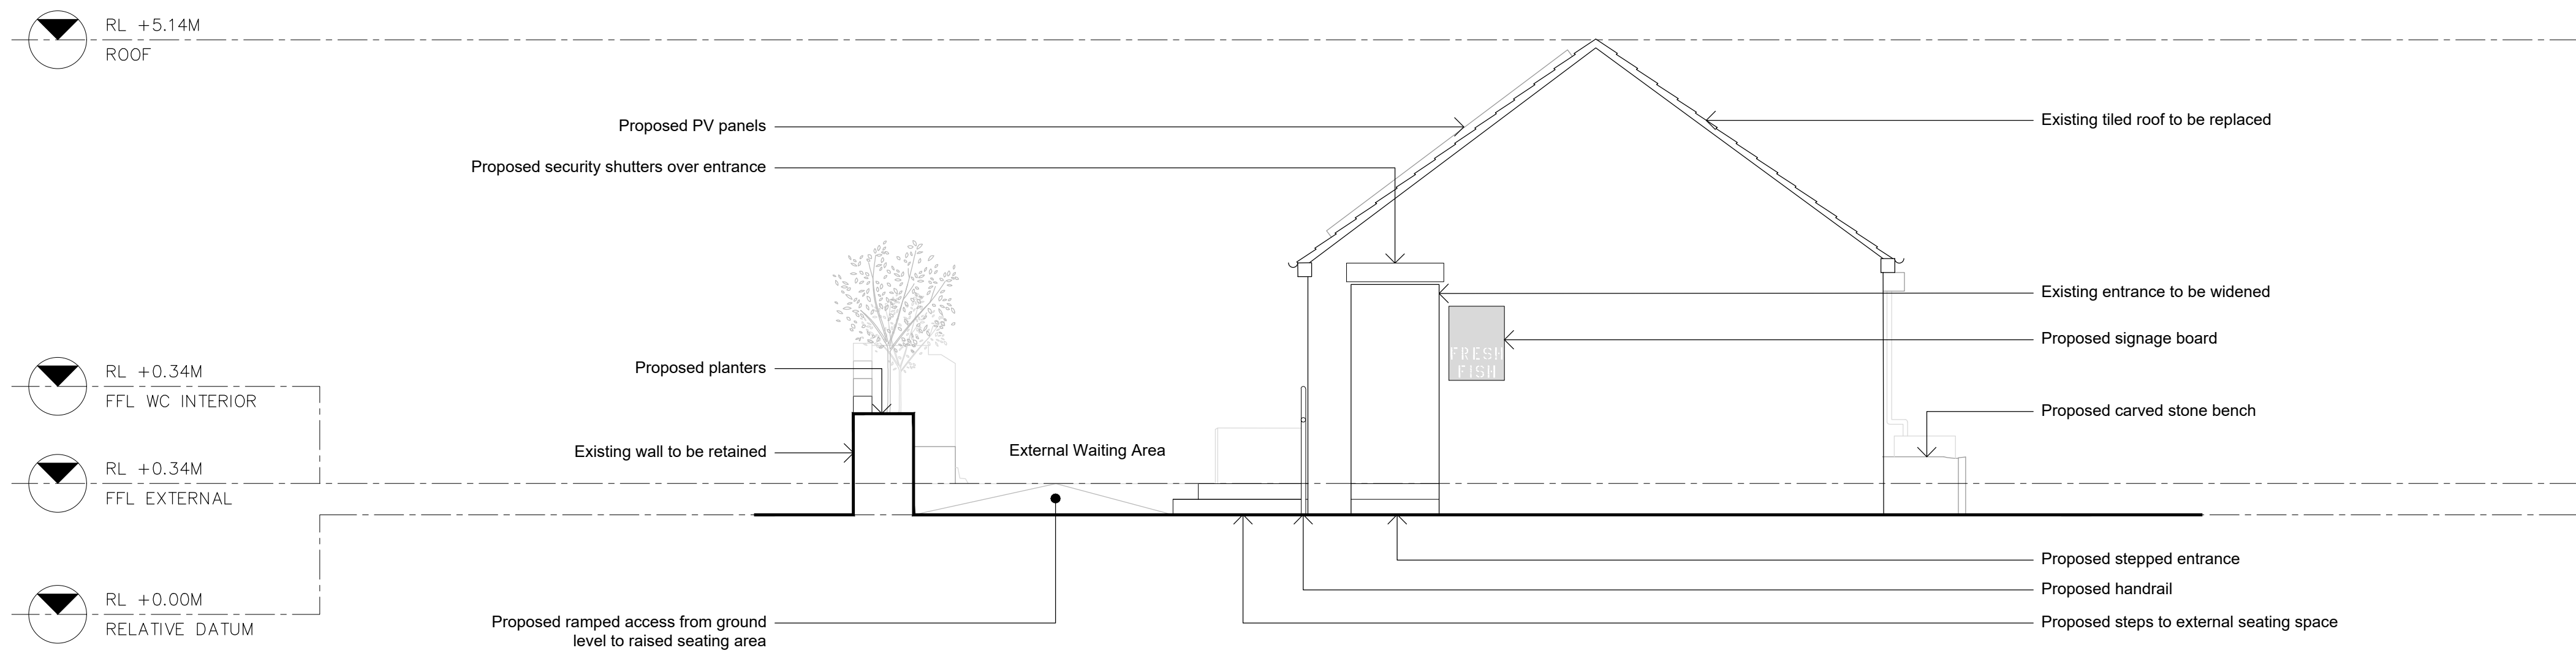 RL +5.14M
ROOF
Proposed PV panels
Existing tiled roof to be replaced
Proposed security shutters over entrance
Existing entrance to be widened
Proposed signage board
FRESH
FISH
RL +0.34M
FFL WC INTERIOR
Proposed planters
Proposed carved stone bench
Existing wall to be retained
External Waiting Area
RL +0.34M
FFL EXTERNAL
Proposed stepped entrance
Proposed handrail
RL +0.00M
RELATIVE DATUM
Proposed ramped access from ground
level to raised seating area
Proposed steps to external seating space